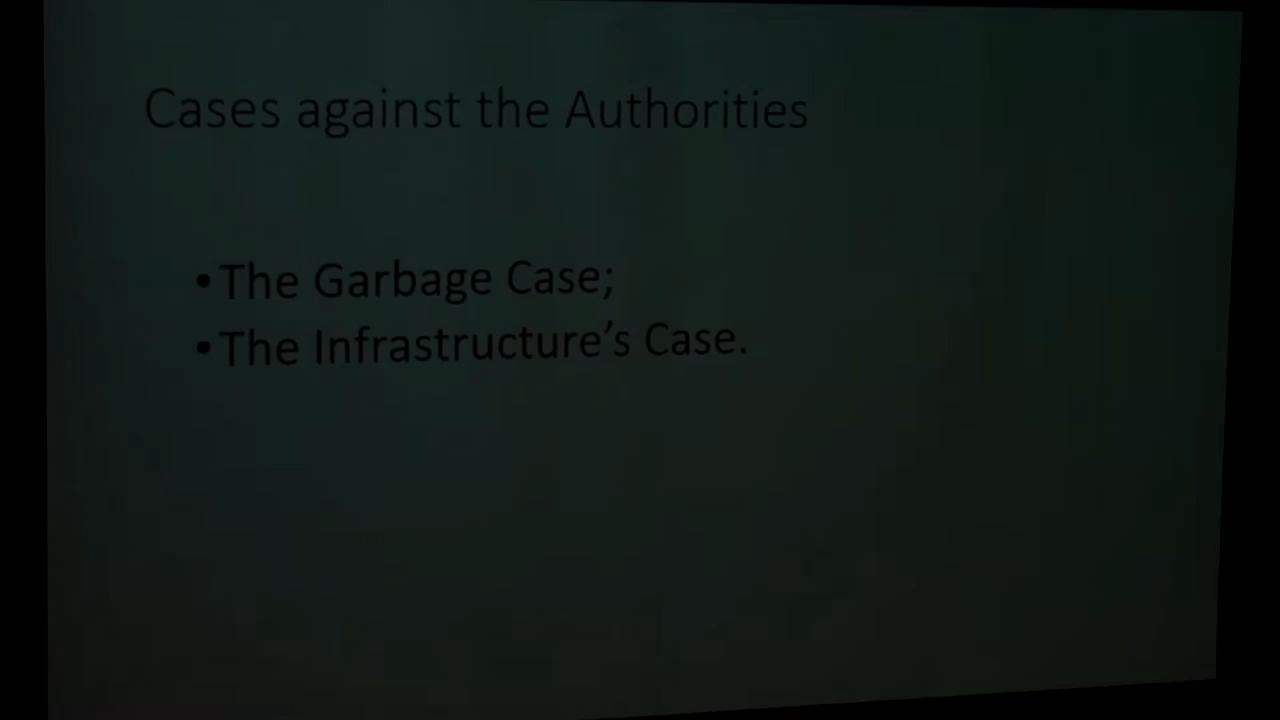 Cases against the Authorities
• The Garbage Case;
• The Infrastructure’s Case.